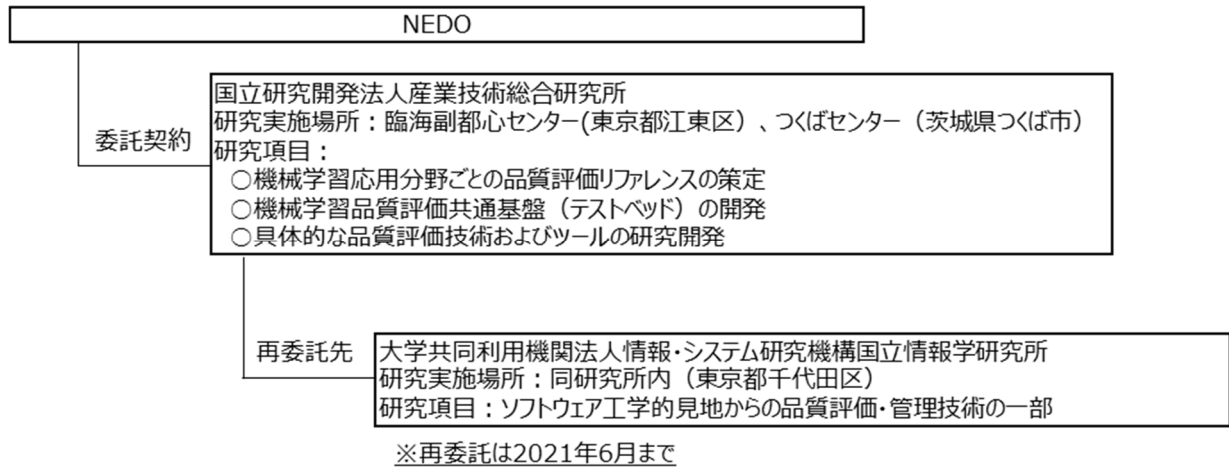 NEDO
国立研究開発法人産業技術総合研究所
研究実施場所：臨海副都心センター(東京都江東区）、つくばセンター（茨城県つくば市）
委託契約
研究項目：
○機械学習応用分野ごとの品質評価リファレンスの策定
○機械学習品質評価共通基盤（テストベッド）の開発
○具体的な品質評価技術およびツールの研究開発
再委託先
大学共同利用機関法人情報・システム研究機構国立情報学研究所
研究実施場所：同研究所内（東京都千代田区）
研究項目：ソフトウェア工学的見地からの品質評価・管理技術の一部
※再委託は2021年6月まで